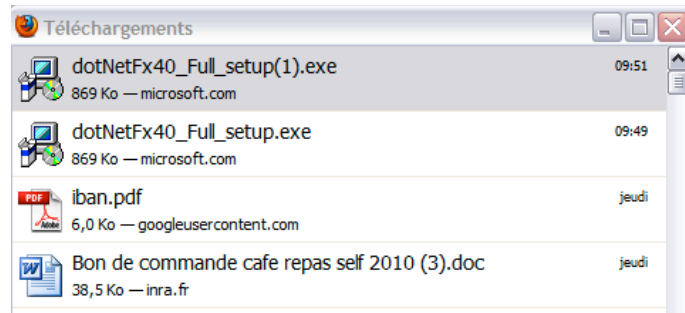 Téléchargements
dotNetFx40_Full_setup(1).exe 09:51
869 Ko — microsoft.com
dotNetFx40_Full_setup.exe 09:49
869 Ko — microsoft.com
PDF iban.pdf jeudi
Adobe 6,0 Ko — googleusercontent.com
W Bon de commande cafe repas self 2010 (3).doc jeudi
38,5 Ko — inra.fr